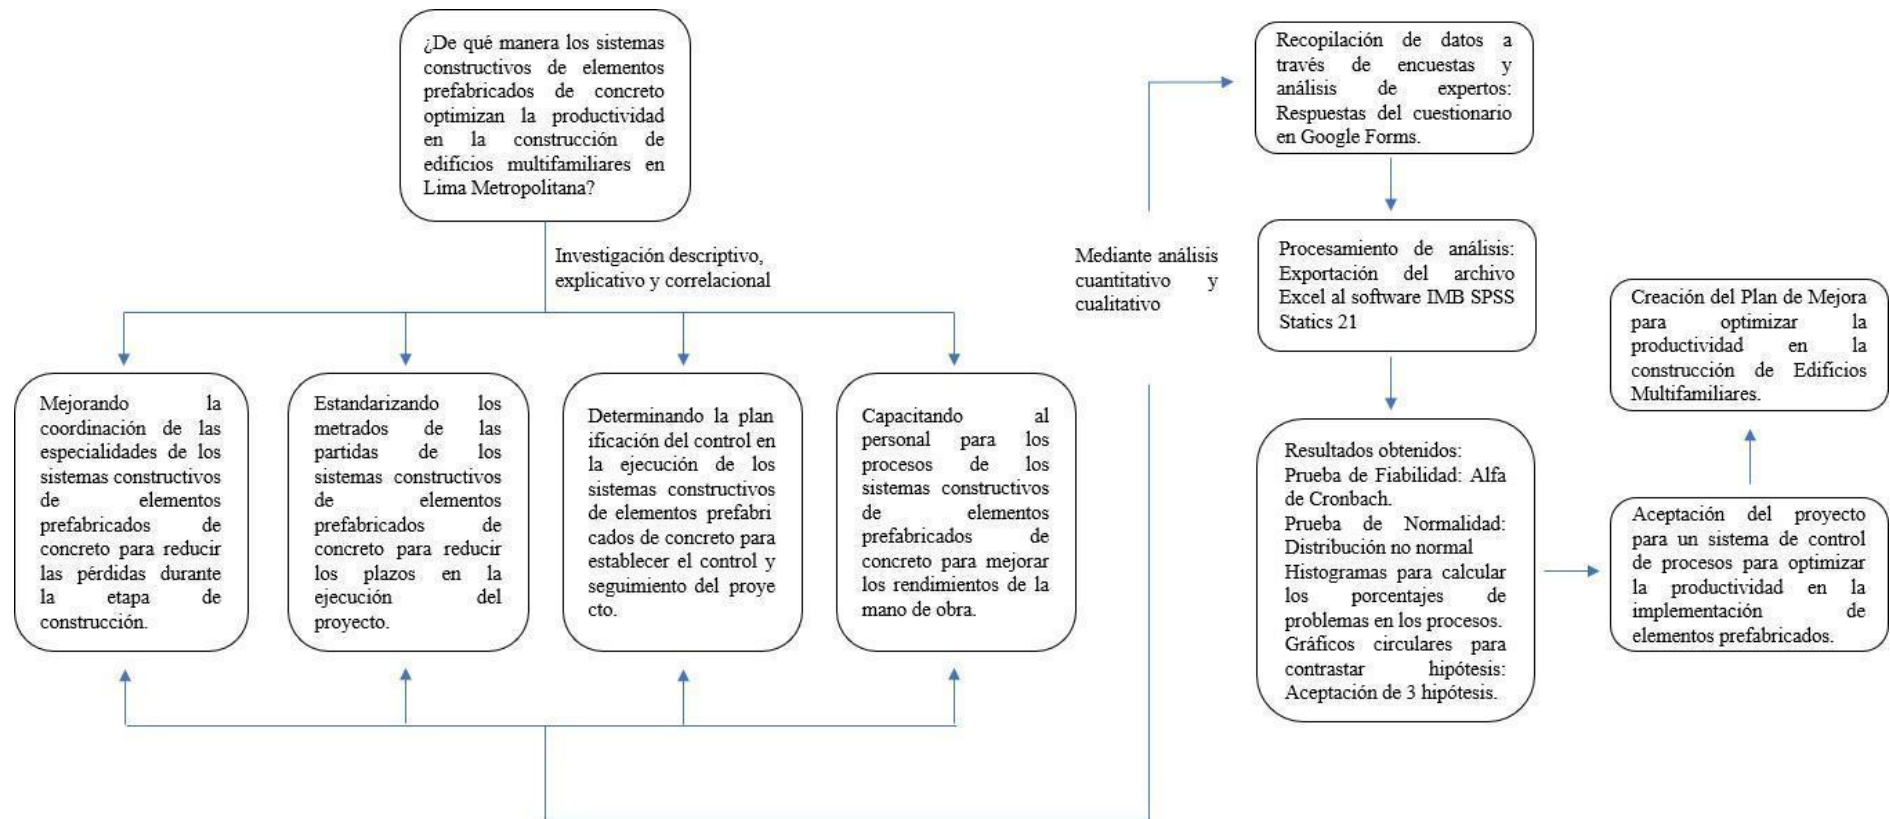 ¿De qué manera los sistemas
constructivos de elementos
prefabricados de concreto
optimizan la productividad
en la construcción de
edificios multifamiliares en
Lima Metropolitana?
Investigación descriptivo,
explicativo y correlacional
Mejorando la
coordinación de las
especialidades de los
sistemas constructivos
de elementos
prefabricados de
concreto para reducir
las pérdidas durante
la etapa de
construcción.
Estandarizando los
metrados de las
partidas de los
sistemas constructivos
de elementos
prefabricados de
concreto para reducir
los plazos en la
ejecución del
proyecto.
Determinando la plan
ificación del control en
la ejecución de los
sistemas constructivos
de elementos prefabri
cados de concreto para
establecer el control y
seguimiento del proye
cto.
Capacitando al
personal para los
procesos de los
sistemas constructivos
de elementos
prefabricados de
concreto para mejorar
los rendimientos de la
mano de obra.
Mediante análisis
cuantitativo y
cualitativo
Recopilación de datos a
través de encuestas y
análisis de expertos:
Respuestas del cuestionario
en Google Forms.
Procesamiento de análisis:
Exportación del archivo
Excel al software IMB SPSS
Statics 21
Resultados obtenidos:
Prueba de Fiabilidad: Alfa
de Cronbach.
Prueba de Normalidad:
Distribución no normal
Histogramas para calcular
los porcentajes de
problemas en los procesos.
Gráficos circulares para
contrastar hipótesis:
Aceptación de 3 hipótesis.
Aceptación del proyecto
para un sistema de control
de procesos para optimizar
la productividad en la
implementación de
elementos prefabricados.
Creación del Plan de Mejora
para optimizar la
productividad en la
construcción de Edificios
Multifamiliares.